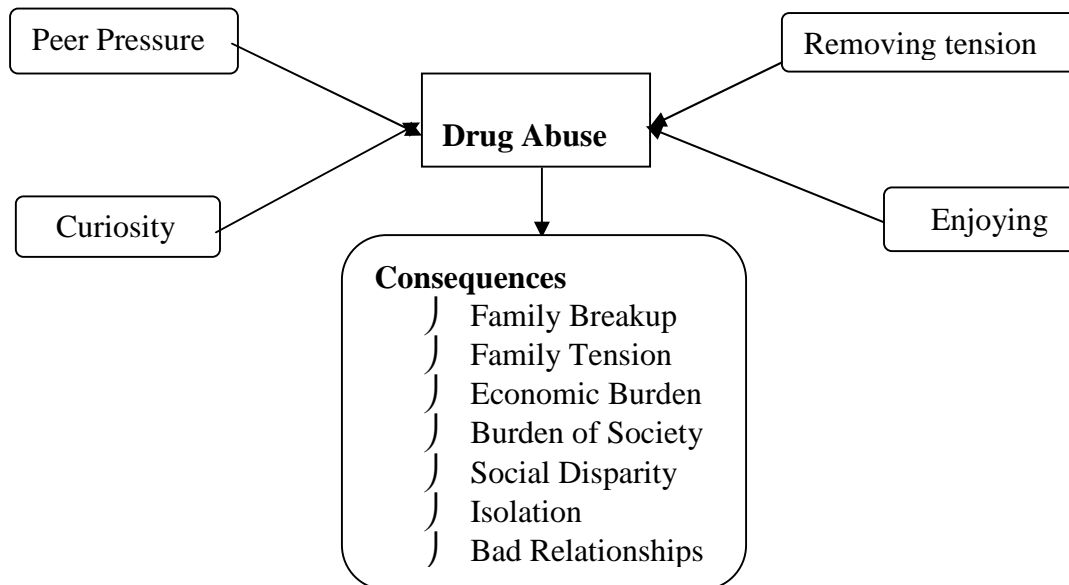 Peer Pressure
Removing tension
Drug Abuse
Curiosity
Enjoying
Consequences
Family Breakup
Family Tension
Economic Burden
Burden of Society
Social Disparity
Isolation
Bad Relationships